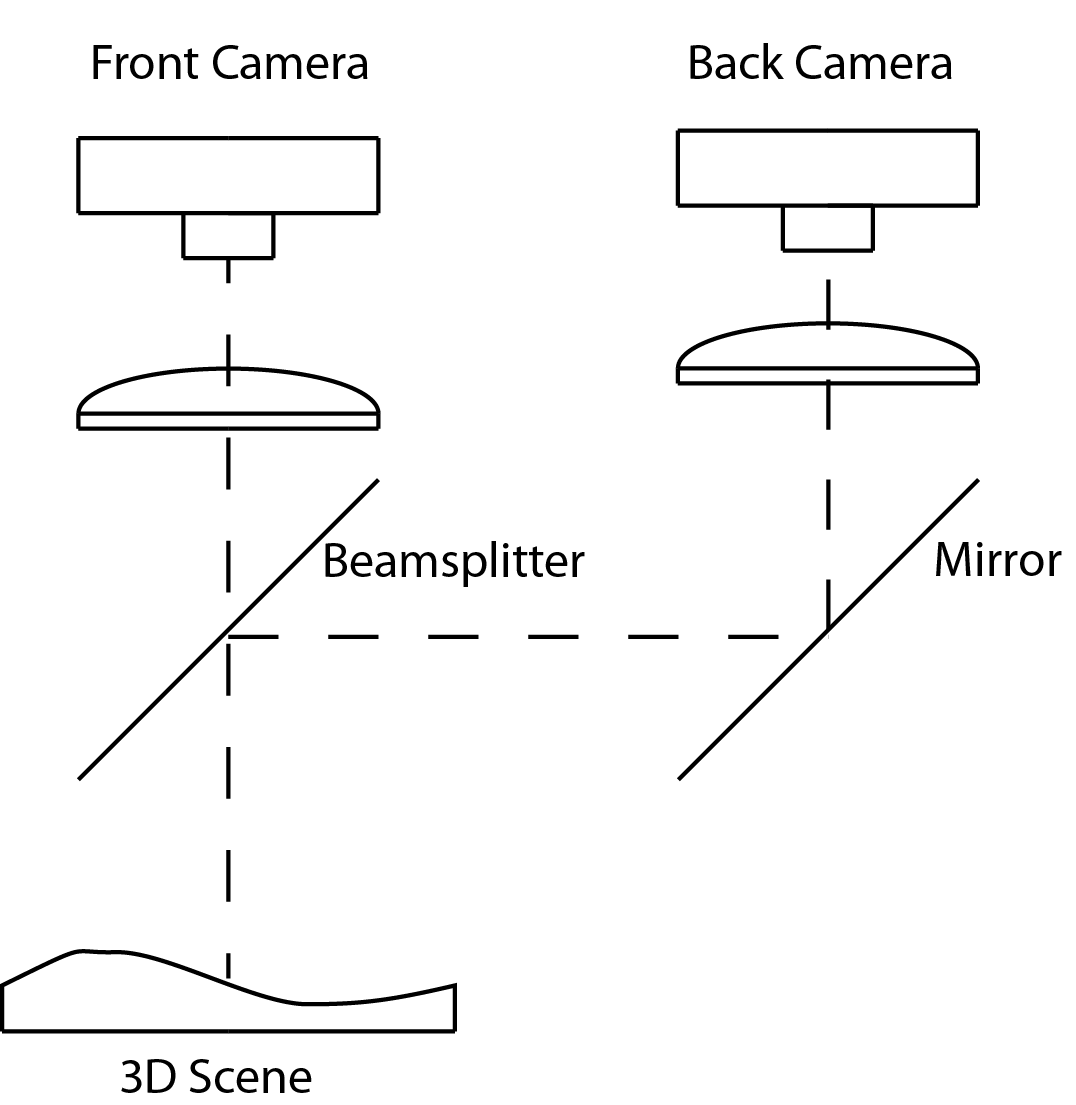 Front Camera
Back Camera
Beamsplitter
Mirror
3D Scene